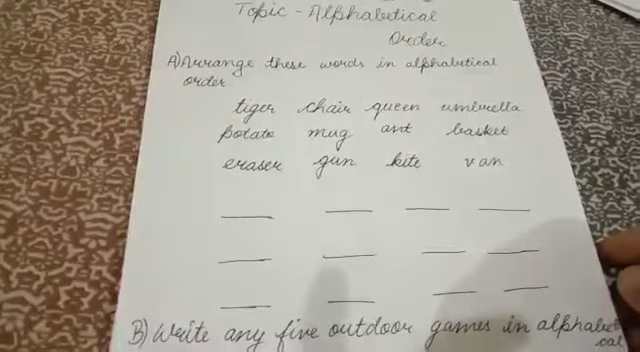 Topic - Alphabetical
Order
A) Arrange these words in alphabetical
order
tiger chair queen umbrella
potato mug ant basket
eraser gun kite van
B) Write any five outdoor games in alphabet
cal